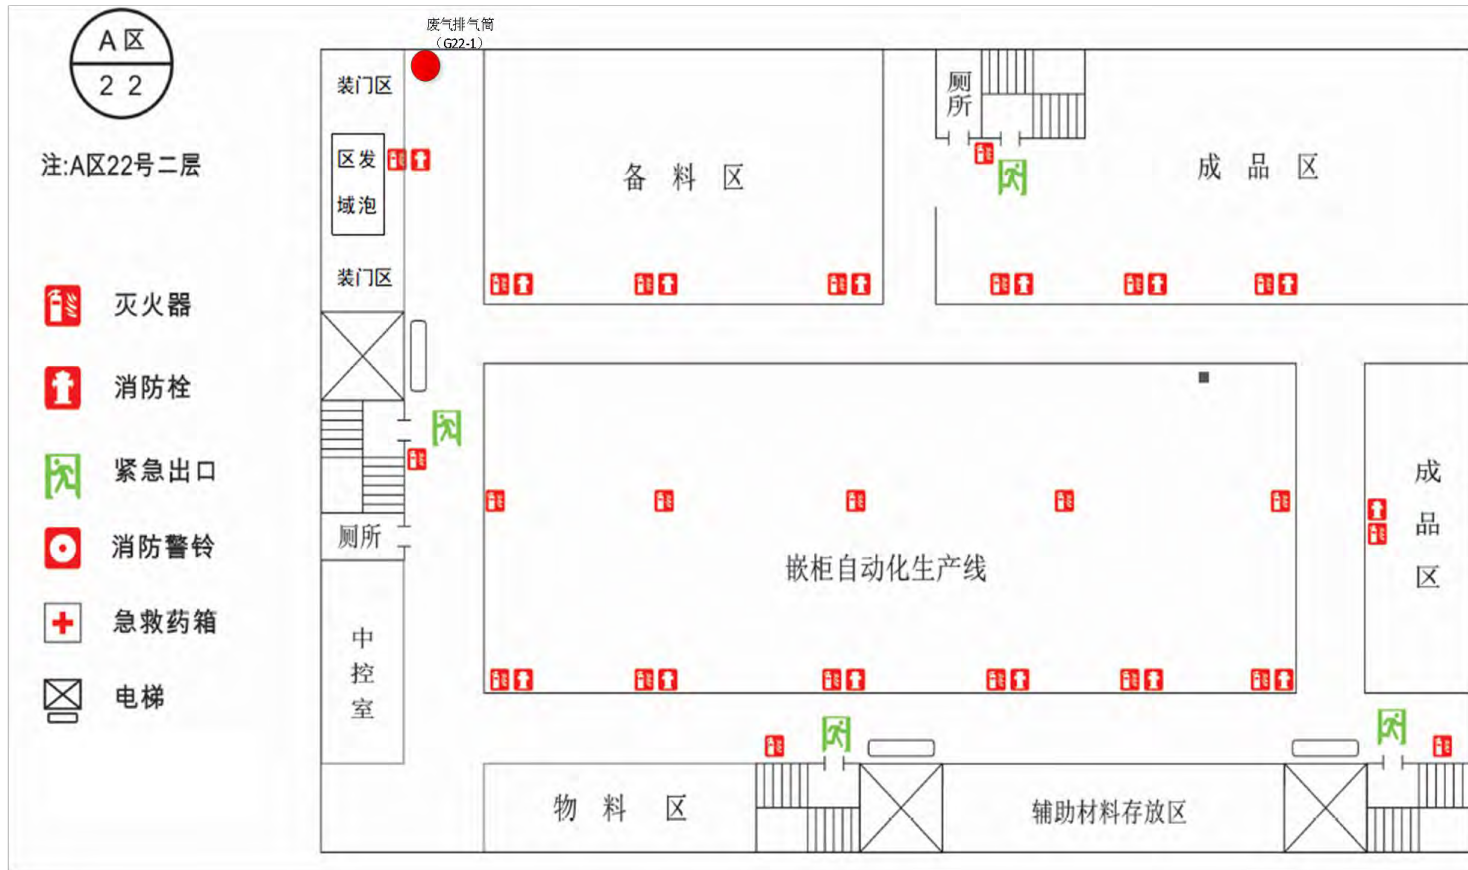 A区
22
注:A区22号二层
灭火器
消防栓
紧急出口
消防警铃
急救药箱
电梯
废气排气筒
（G22-1）
装门区
区发
域泡
装门区
厕所
中控室
备料区
厕所
成品区
嵌柜自动化生产线
成品区
物料区
辅助材料存放区